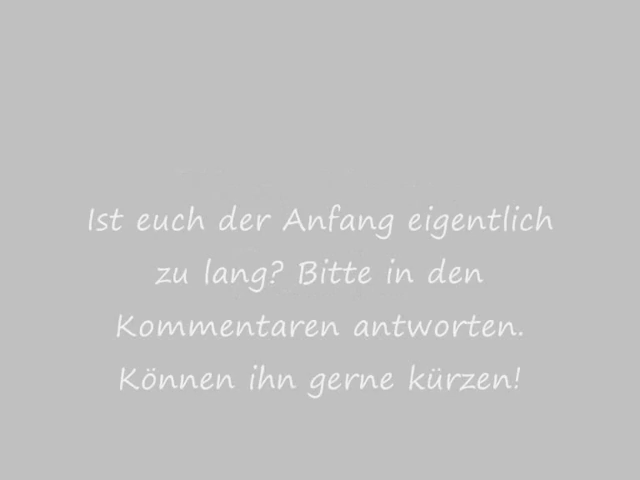 Ist euch der Anfang eigentlich
zu lang? Bitte in den
Kommentaren antworten.
Können ihn gerne kürzen!